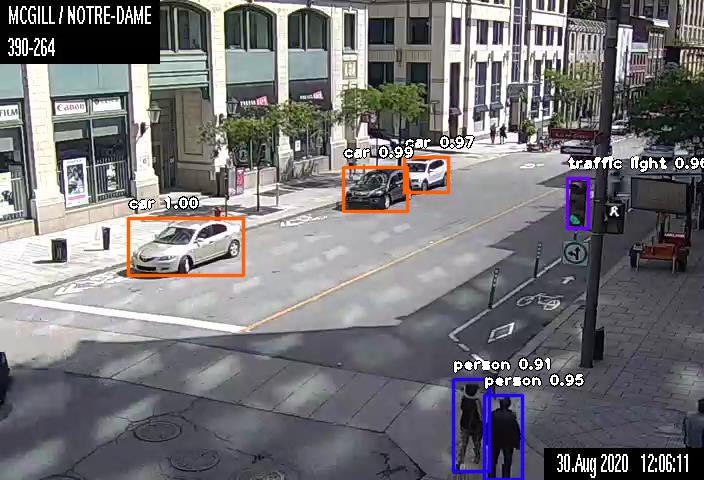 MCGILL / NOTRE-DAME
390-264
FILM
Canon
car 1.00
car 0.99
car 0.97
traffic light 0.96
person 0.91
person 0.95
30.Aug 2020 12:06:11